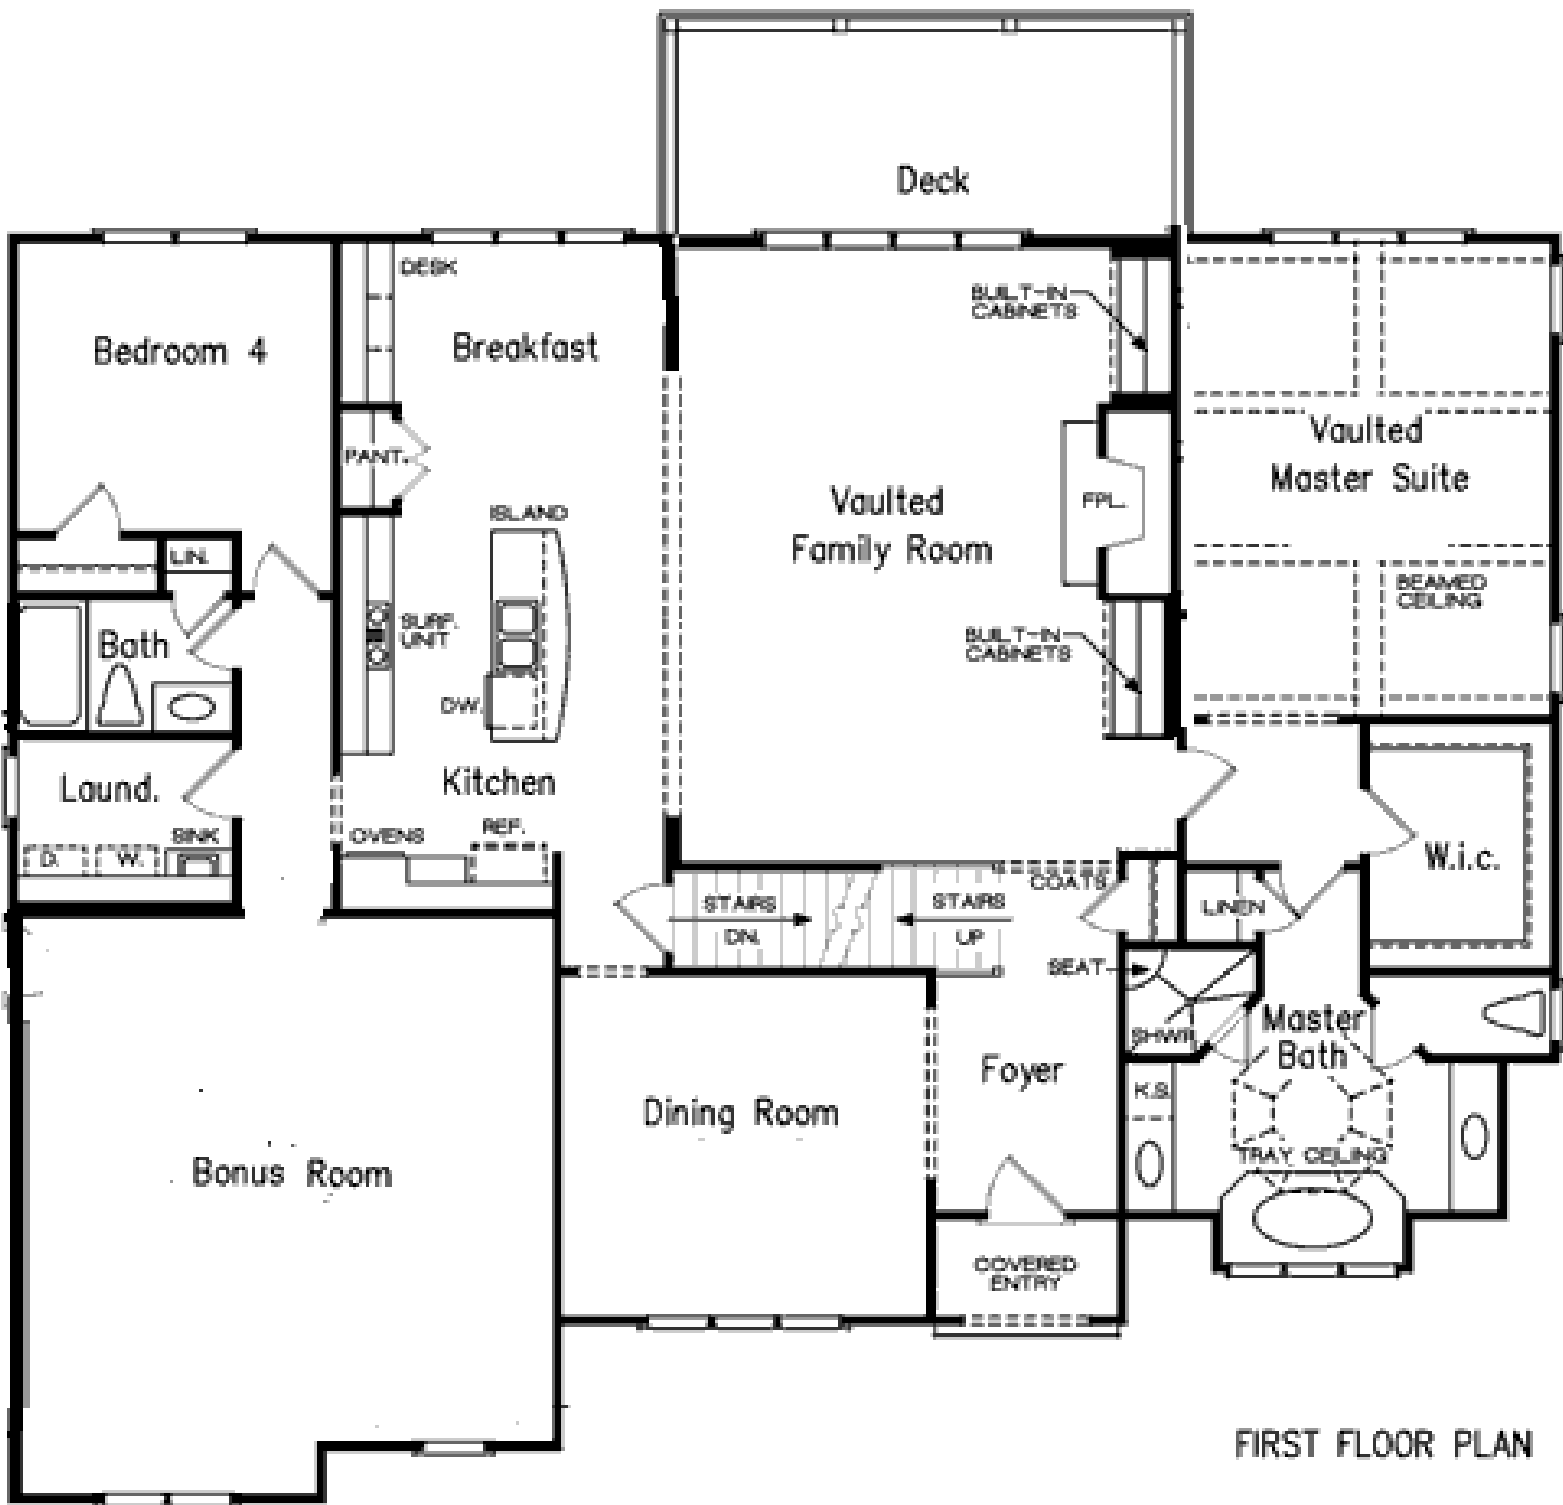 Deck
DESK
BUILT-IN
CABINETS
Bedroom 4
Breakfast
Vaulted
Master Suite
PANT.
Vaulted
Family Room
FPL.
ISLAND
LIN.
BEAMED
CEILING
SURF.
UNIT
Bath
BUILT-IN
CABINETS
DW.
Kitchen
Laund.
REF.
OVENS
SINK
D.
W.
W.i.c.
COATS
STAIRS
DN.
STAIRS
UP
LINEN
SEAT
Master
Bath
SHWR
Foyer
K.S.
Dining Room
TRAY CEILING
Bonus Room
COVERED
ENTRY
FIRST FLOOR PLAN